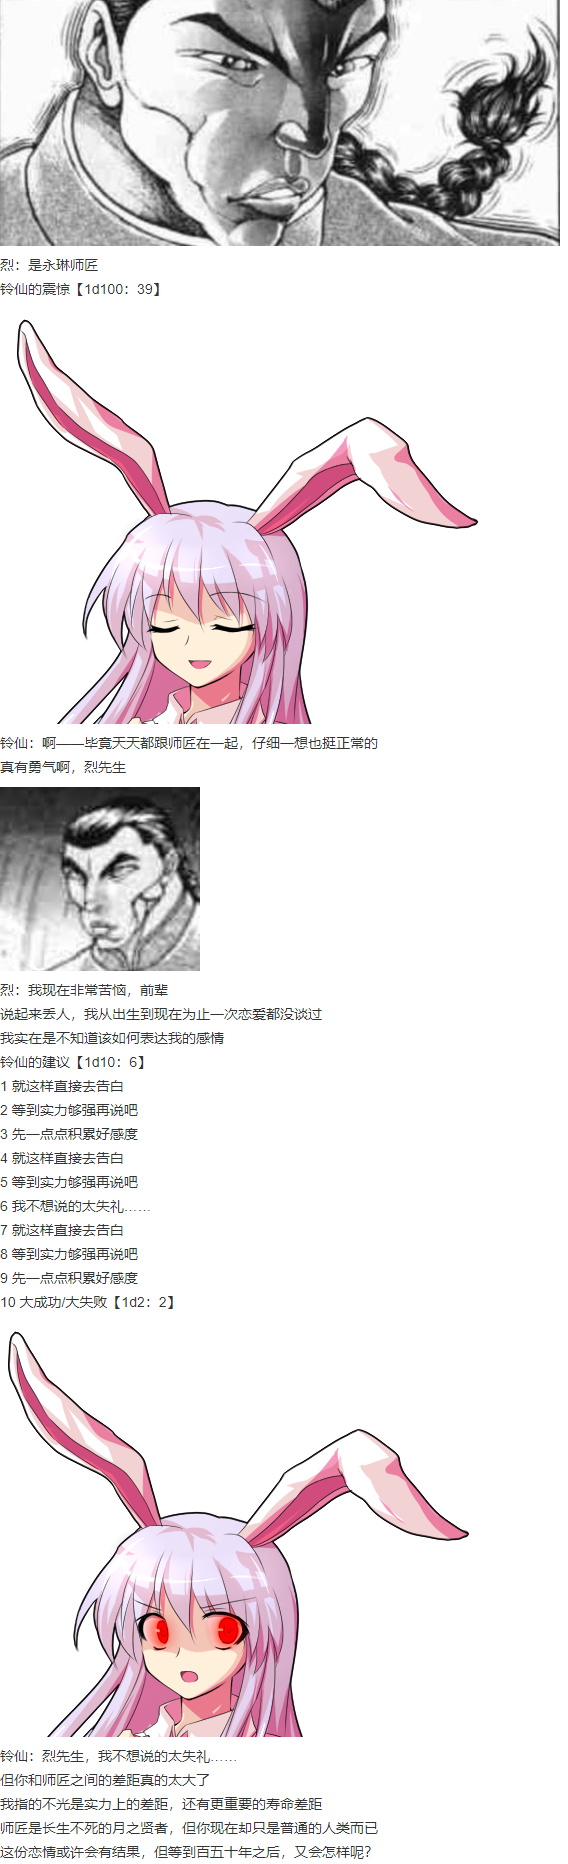 烈：是永琳师匠
铃仙的震惊【1d100：39】
铃仙：啊——毕竟天天都跟师匠在一起，仔细一想也挺正常的
真有勇气啊，烈先生
烈：我现在非常苦恼，前辈
说起来丢人，我从出生到现在为止一次恋爱都没谈过
我实在是不知道该如何表达我的感情
铃仙的建议【1d10：6】
1 就这样直接去告白
2 等到实力够强再说吧
3 先一点点积累好感度
4 就这样直接去告白
5 等到实力够强再说吧
6 我不想说的太失礼……
7 就这样直接去告白
8 等到实力够强再说吧
9 先一点点积累好感度
10 大成功/大失败【1d2：2】
铃仙：烈先生，我不想说的太失礼……
但你和师匠之间的差距真的太大了
我指的不光是实力上的差距，还有更重要的寿命差距
师匠是长生不死的月之贤者，但你现在却只是普通的人类而已
这份恋情或许会有结果，但等到百五十年之后，又会怎样呢？